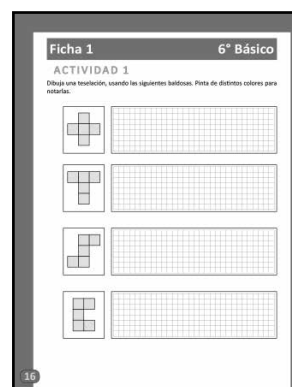 Ficha 1
6° Básico
ACTIVIDAD 1
Dibuja una teselación, usando las siguientes baldosas. Pinta de distintos colores para
notarlas.
16